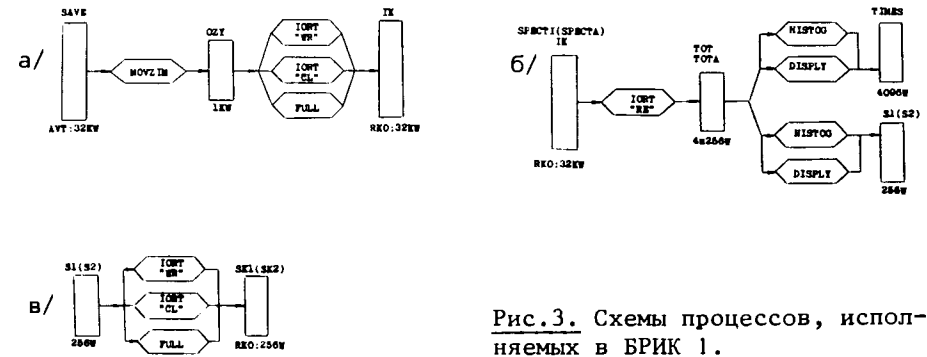 а/
SAVE
MOVZIM
AVT:32KW
OZY
1KW
IORT
"WR"
IORT
"CL"
FULL
IK
RKO:32KW
б/
SPECTI(SPECTA)
IK
RKO:32KW
IORT
"RE"
TOT
TOTA
4x256W
HISTOG
DISPLY
TIMES
4096W
HISTOG
DISPLY
S1(S2)
256W
в/
S1(S2)
256W
IORT
"WR"
IORT
"CL"
FULL
SK1(SK2)
RKO:256W
Рис.3. Схемы процессов, испол-
няемых в БРИК 1.